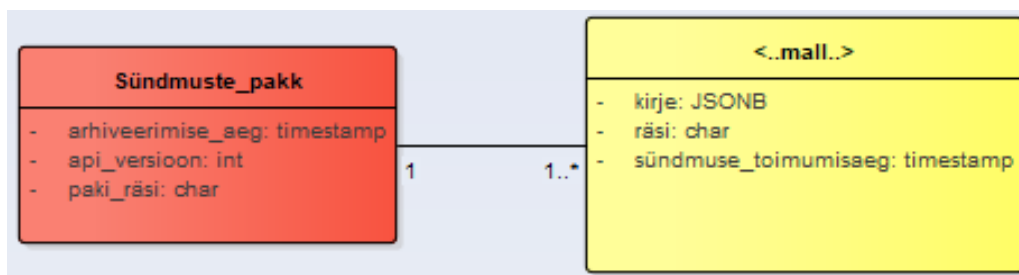 Sündmuste_pakk
- arhiveerimise_aeg: timestamp
- api_versioon: int
- paki_räsi: char
1
1..*
<..mall..>
- kirje: JSONB
- räsi: char
- sündmuse_toimumisaeg: timestamp